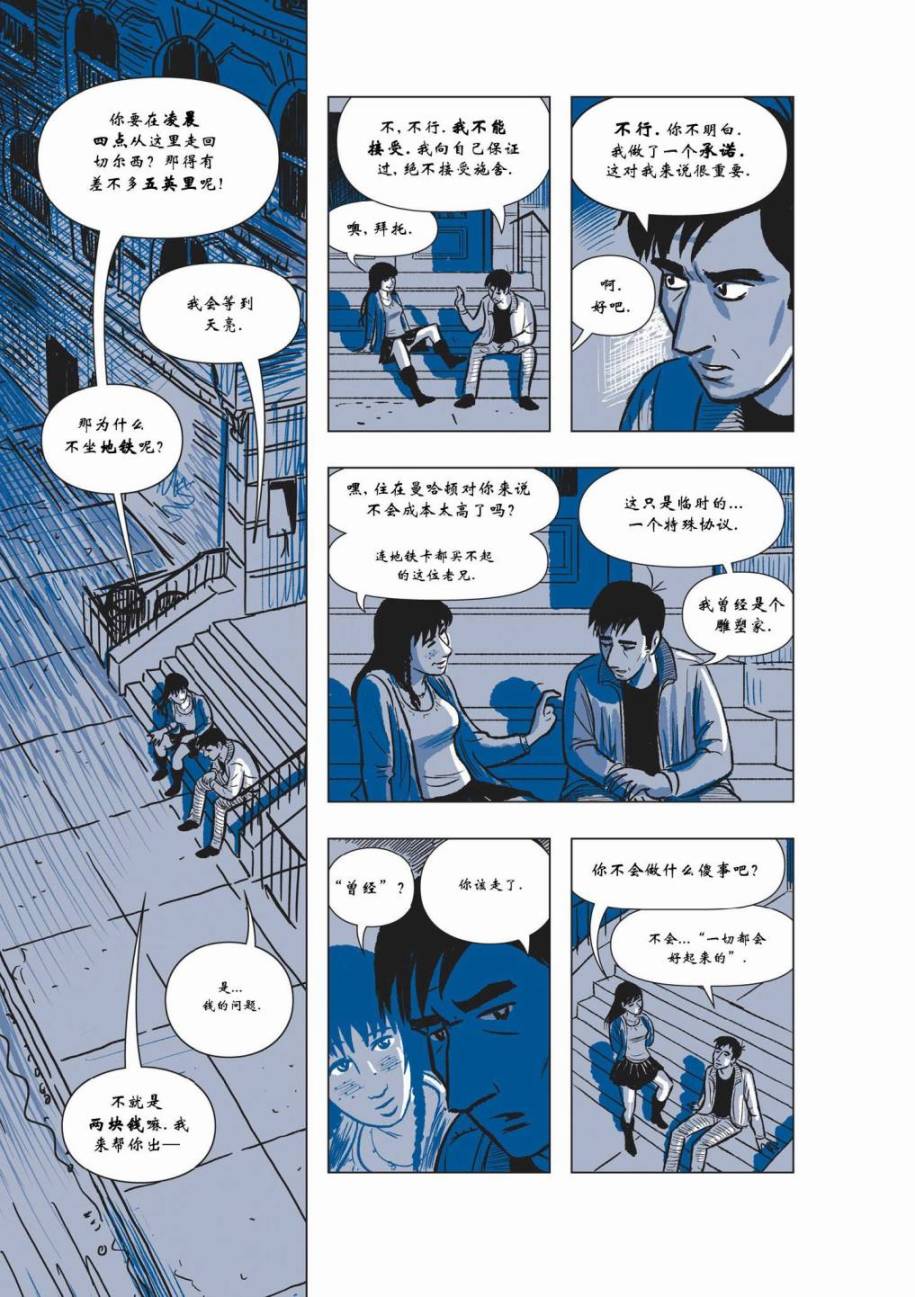 你要在凌晨
四点从这里走回
切尔西？那得有
差不多五英里呢！
我会等到
天亮．
那为什么
不坐地铁呢？
是…
钱的问题．
不就是
两块钱嘛．我
来帮你出—
不，不行．我不能
接受．我向自己保证
过，绝不接受施舍．
噢，拜托．
不行．你不明白．
我做了一个承诺．
这对我来说很重要．
啊．
好吧．
嘿，住在曼哈顿对你来说
不会成本太高了吗？
连地铁卡都买不起
的这位老兄．
这只是临时的…
一个特殊协议．
我曾经是个
雕塑家．
“曾经”？
你该走了．
你不会做什么傻事吧？
不会…“一切都会
好起来的”．